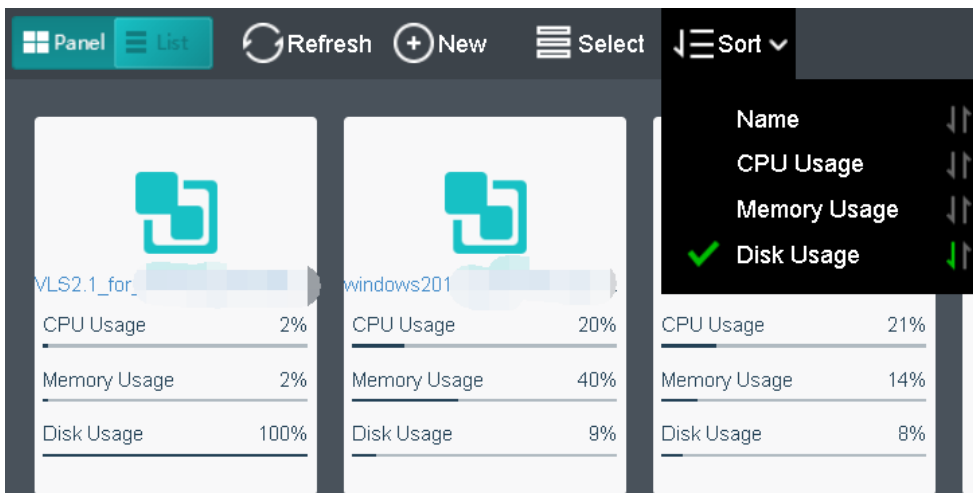 Panel List Refresh New Select Sort
Name
CPU Usage
Memory Usage
Disk Usage
VLS2.1_for_
CPU Usage 2%
Memory Usage 2%
Disk Usage 100%
windows201
CPU Usage 20%
Memory Usage 40%
Disk Usage 9%
CPU Usage 21%
Memory Usage 14%
Disk Usage 8%